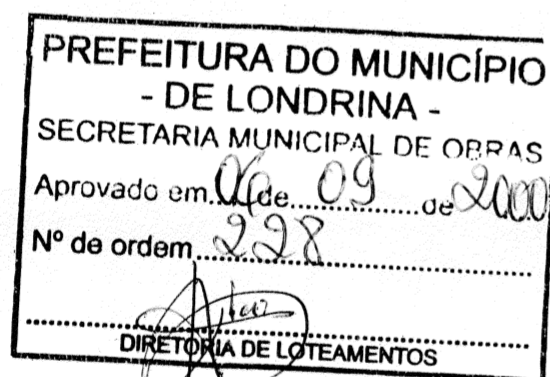 PREFEITURA DO MUNICÍPIO
- DE LONDRINA -
SECRETARIA MUNICIPAL DE OBRAS
Aprovado em 06 de 09 de 2000
Nº de ordem 228
DIRETORIA DE LOTEAMENTOS